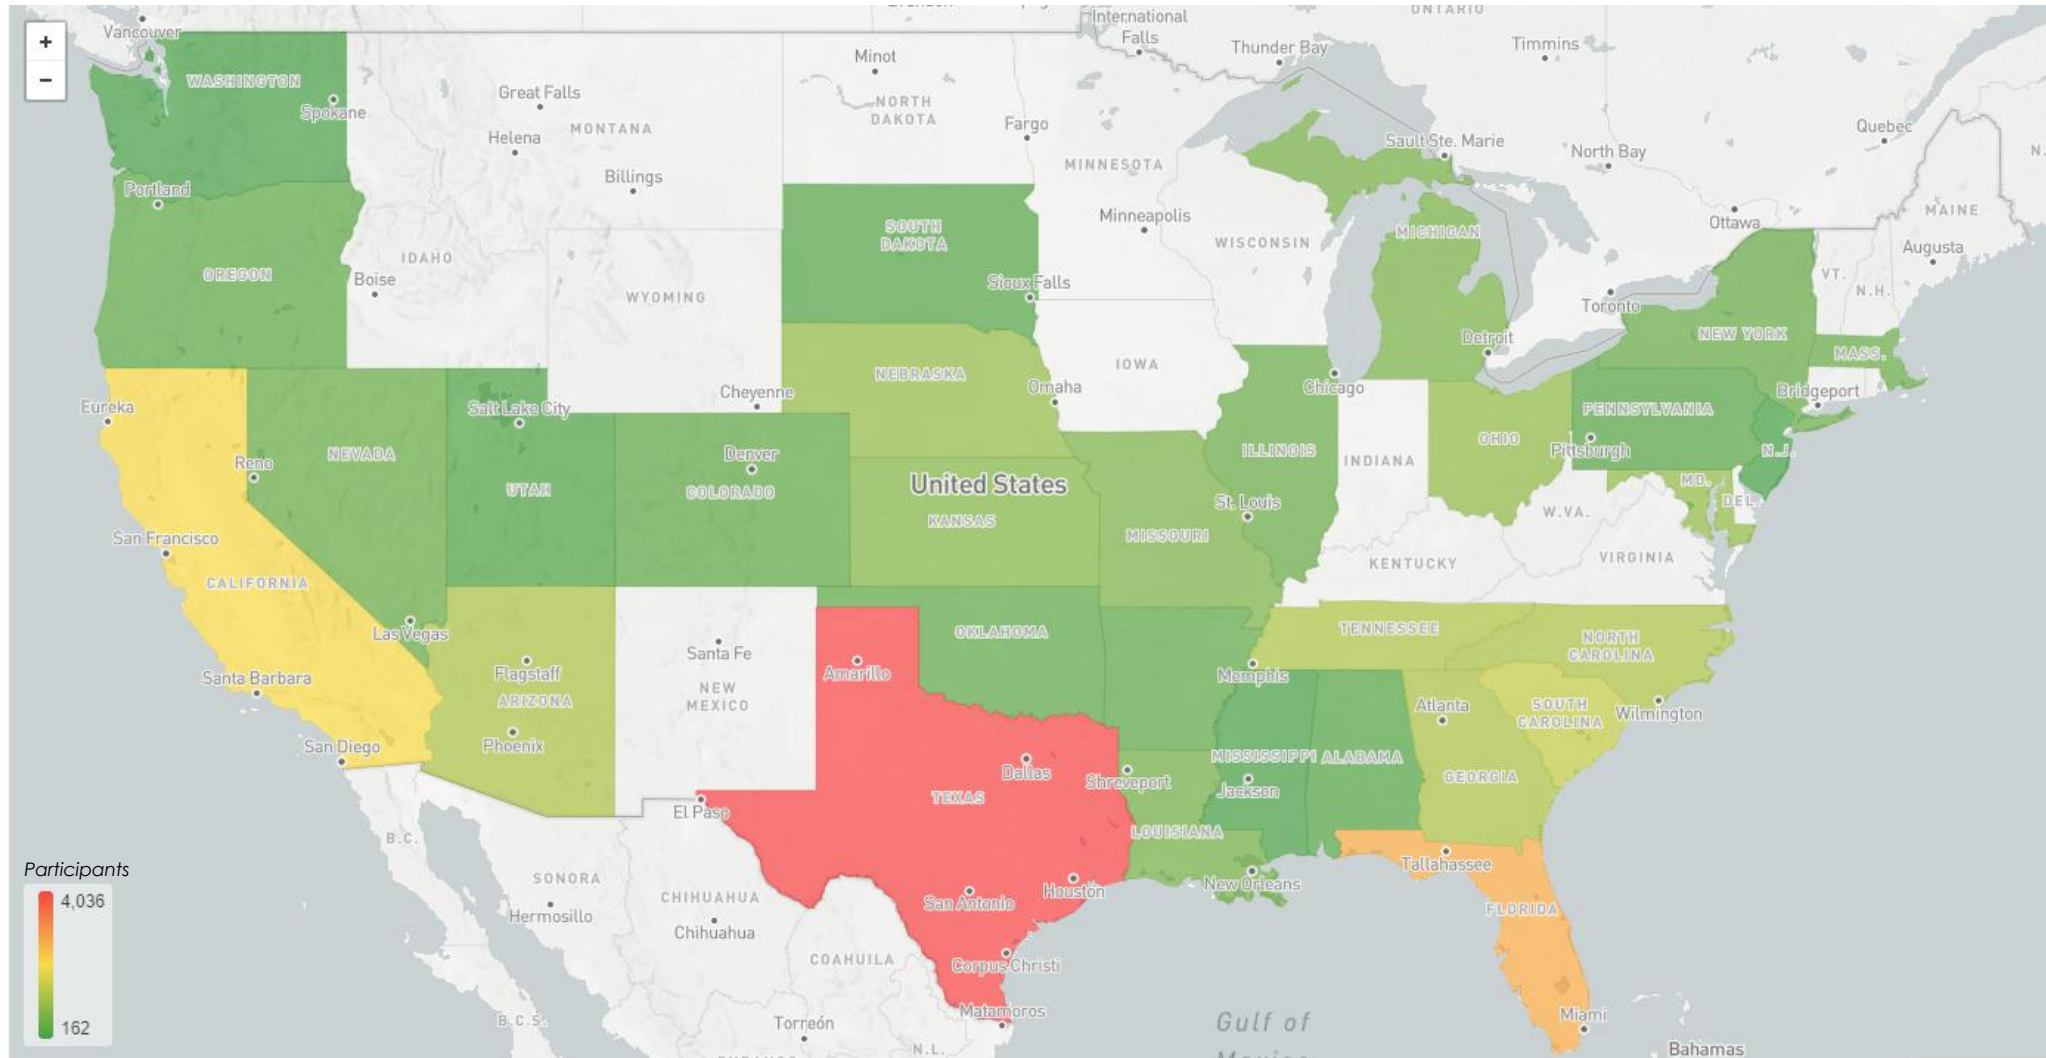 International
Falls
ONTARIO
Vancouver
Thunder Bay
Timmins
+
−
WASHINGTON
Spokane
Great Falls
Helena
MONTANA
Billings
Minot
NORTH
DAKOTA
Fargo
MINNESOTA
Sault Ste. Marie
North Bay
Quebec
N.
Portland
OREGON
IDAHO
Boise
WYOMING
SOUTH
DAKOTA
Sioux Falls
Minneapolis
WISCONSIN
MICHIGAN
Ottawa
MAINE
Augusta
VT.
N.H.
Toronto
Detroit
NEW YORK
MASS.
Bridgeport
Eureka
Salt Lake City
Cheyenne
NEBRASKA
Omaha
IOWA
Chicago
PENNSYLVANIA
Pittsburgh
N.J.
Reno
NEVADA
UTAH
Denver
COLORADO
United States
KANSAS
MISSOURI
St. Louis
ILLINOIS
INDIANA
OHIO
MD.
DEL.
W.VA.
VIRGINIA
KENTUCKY
San Francisco
CALIFORNIA
Las Vegas
Santa Barbara
San Diego
Flagstaff
ARIZONA
Phoenix
Santa Fe
NEW
MEXICO
Amarillo
OKLAHOMA
Memphis
TENNESSEE
NORTH
CAROLINA
SOUTH
CAROLINA
Wilmington
Atlanta
GEORGIA
MISSISSIPPI
Jackson
ALABAMA
Dallas
TEXAS
Shreveport
LOUISIANA
New Orleans
El Paso
B.C.
SONORA
Hermosillo
CHIHUAHUA
Chihuahua
COAHUILA
San Antonio
Houston
Corpus Christi
Matamoros
Tallahassee
FLORIDA
Miami
Participants
4,036
162
B.C.S.
Torreón
N.L.
Gulf of
Bahamas